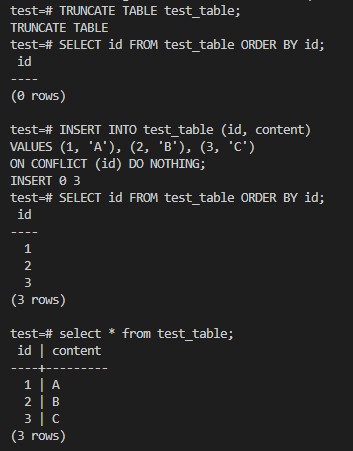 test=# TRUNCATE TABLE test_table;
TRUNCATE TABLE
test=# SELECT id FROM test_table ORDER BY id;
 id
----
(0 rows)

test=# INSERT INTO test_table (id, content)
VALUES (1, 'A'), (2, 'B'), (3, 'C')
ON CONFLICT (id) DO NOTHING;
INSERT 0 3
test=# SELECT id FROM test_table ORDER BY id;
 id
----
  1
  2
  3
(3 rows)

test=# select * from test_table;
 id | content
----+---------
  1 | A
  2 | B
  3 | C
(3 rows)